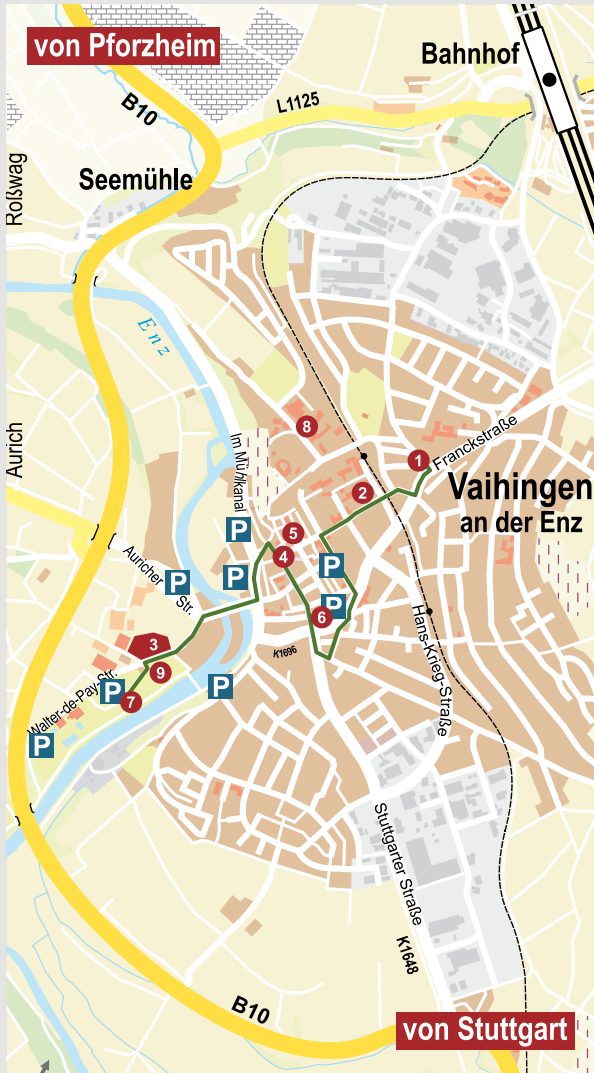 von Pforzheim
Bahnhof
B10
L1125
Roßwag
Seemühle
Enz
Aurich
Im Mühlkanal
8
1
Franckstraße
2
Vaihingen
an der Enz
P
5
4
P
P
Auricher Str.
P
P
6
Hans-Krieg-Straße
3
K1696
9
P
P
7
Walter-de-Pay-Str.
P
Stuttgarter Straße
K1648
B10
von Stuttgart